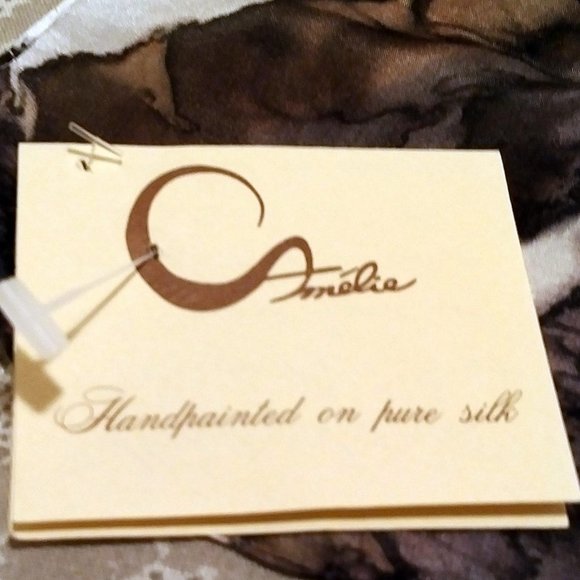 Amélie
Handpainted on pure silk